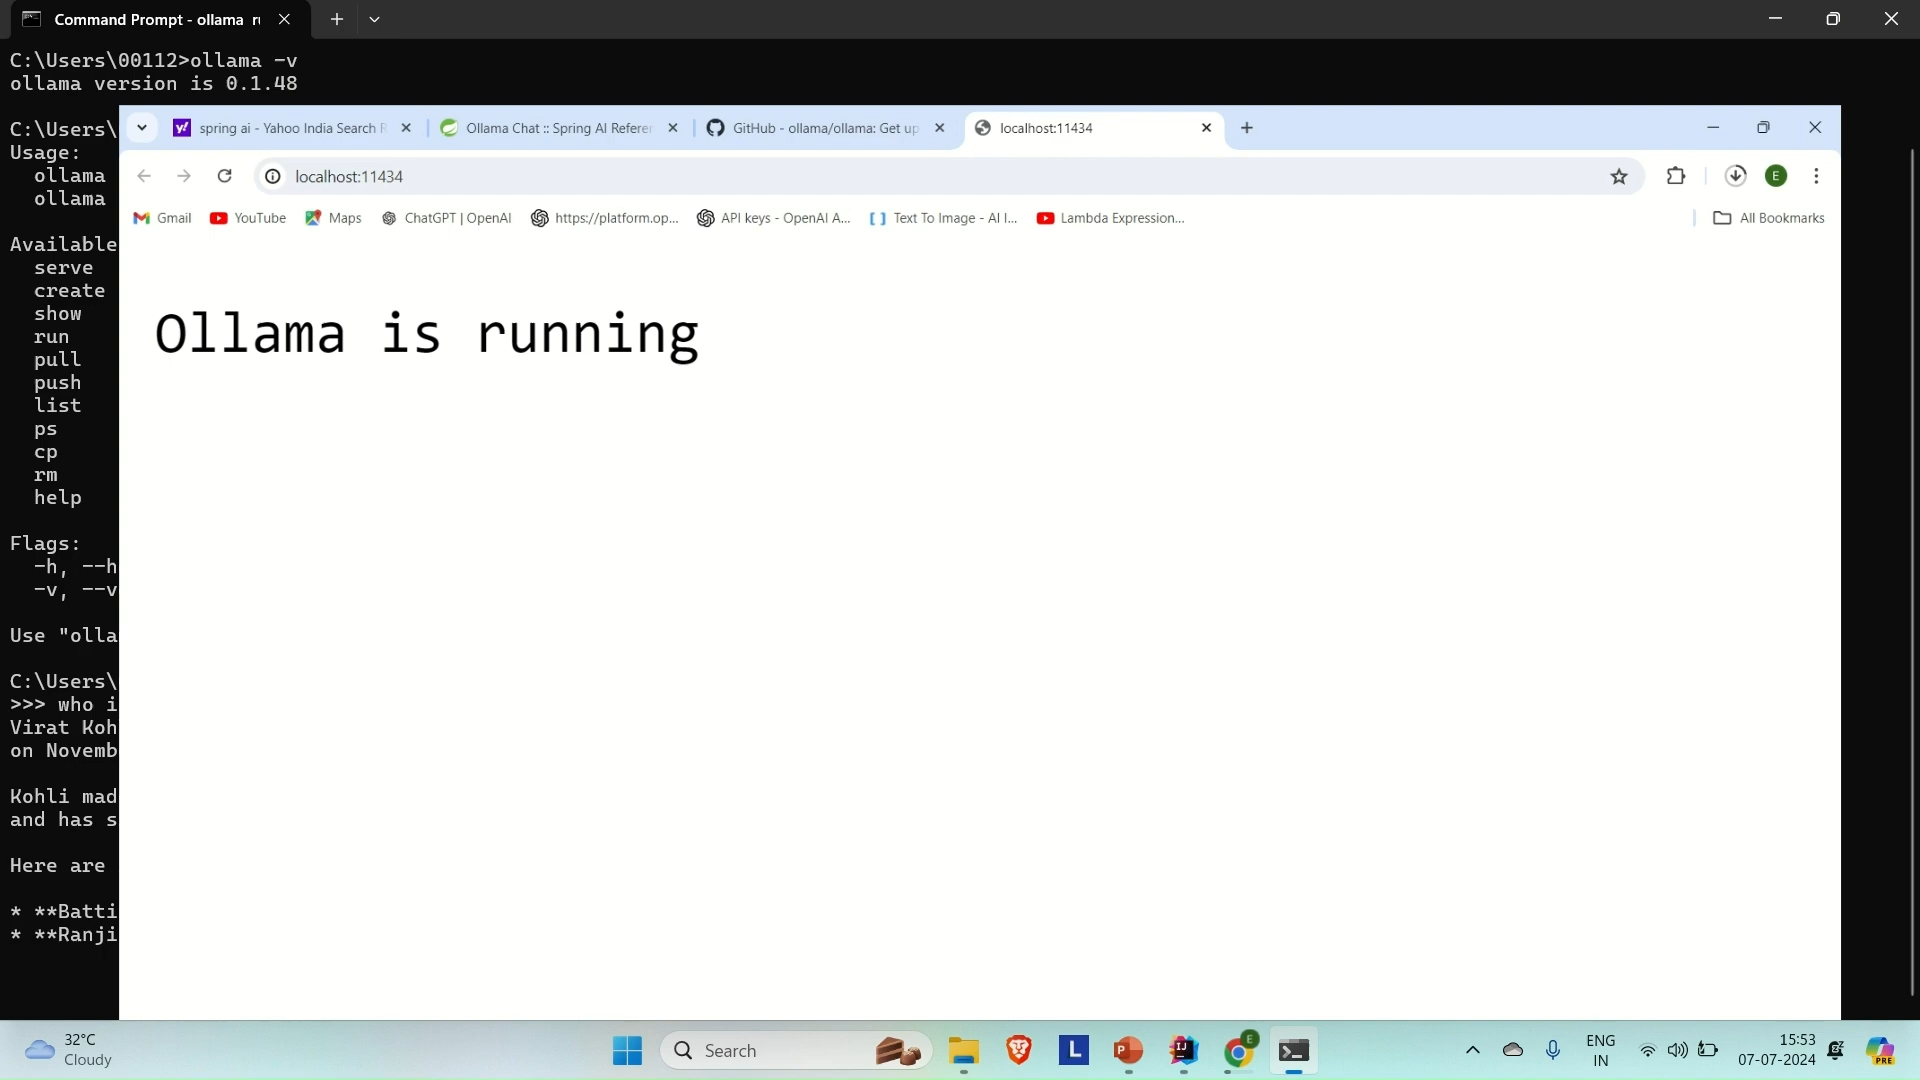 Command Prompt - ollama
C:\Users\00112>ollama -v
ollama version is 0.1.48
C:\Users\
Usage:
ollama
ollama
Available
serve
create
show
run
pull
push
list
ps
cp
rm
help
Flags:
-h, --h
-v, --v
Use "olla
C:\Users\
>>> who i
Virat Koh
on Novemb
Kohli mad
and has s
Here are
* **Batti
* **Ranji
spring ai - Yahoo India Search R
Ollama Chat :: Spring AI Referen
GitHub - ollama/ollama: Get up
localhost:11434
localhost:11434
E
Gmail
YouTube
Maps
ChatGPT | OpenAI
https://platform.op...
API keys - OpenAI A...
Text To Image - AI I...
Lambda Expression...
All Bookmarks
Ollama is running
32°C
Cloudy
Search
L
P
IJ
E
ENG
IN
15:53
07-07-2024
PRE